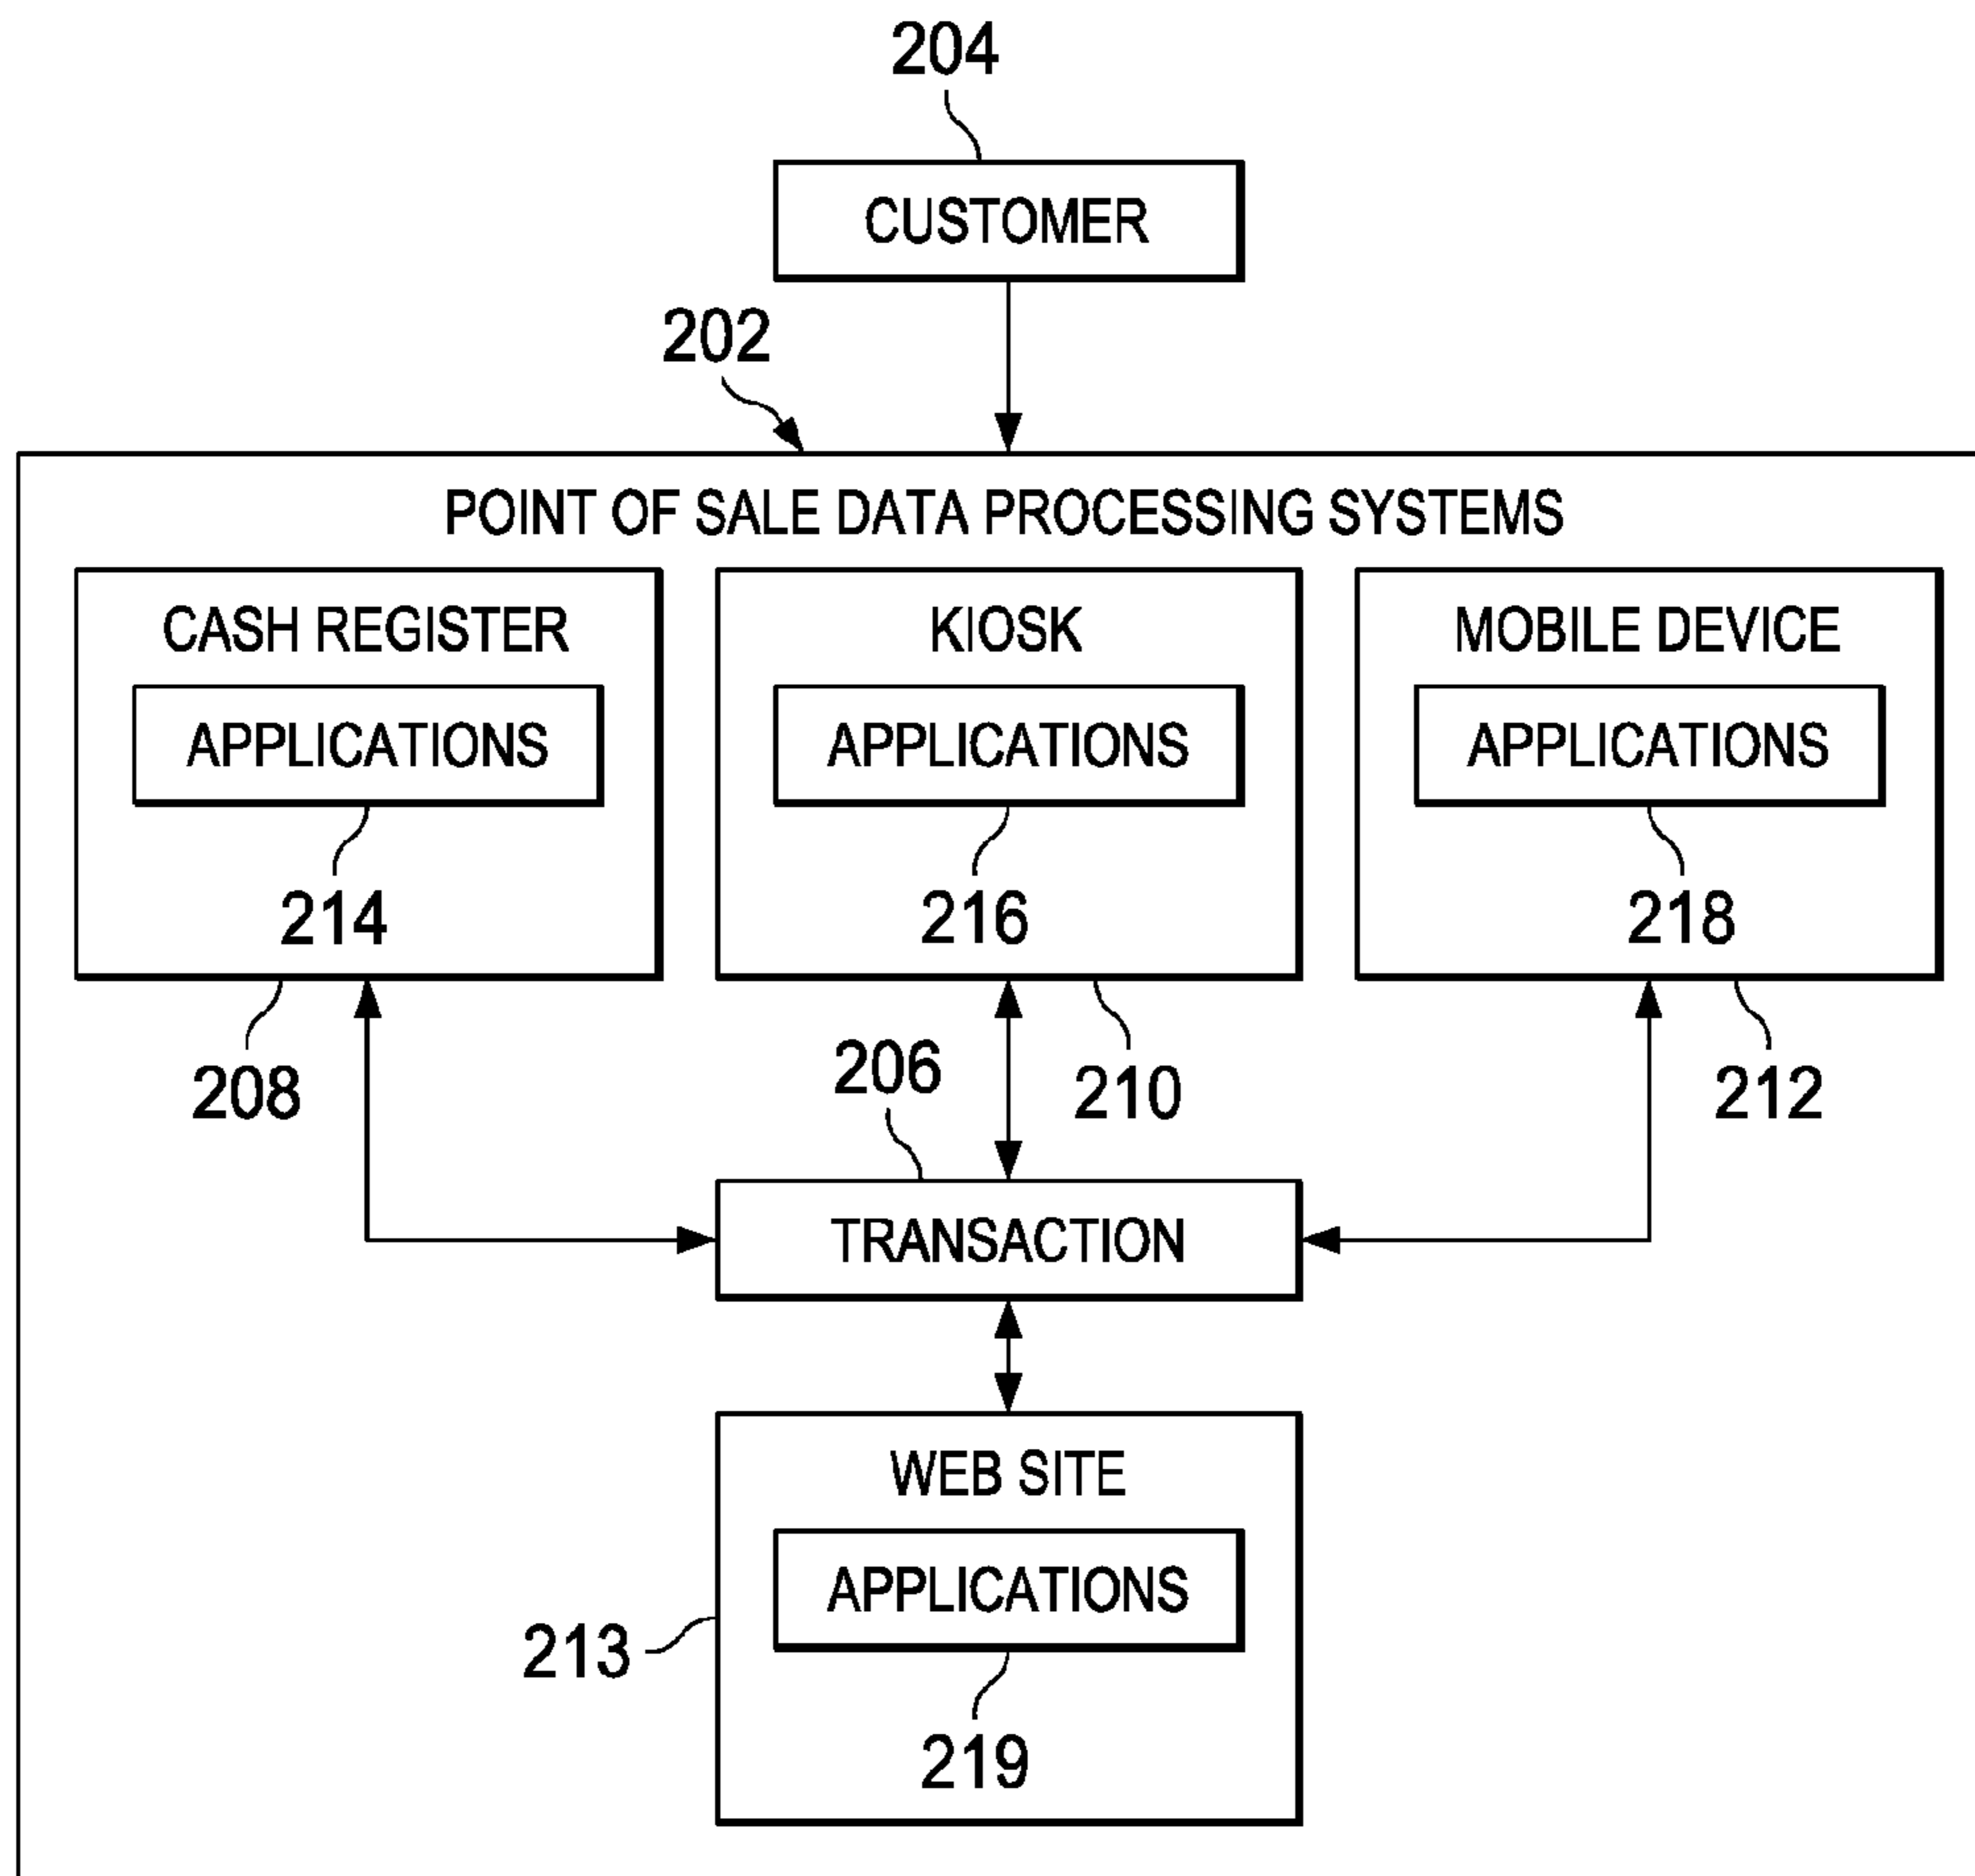 204
CUSTOMER
202
POINT OF SALE DATA PROCESSING SYSTEMS
CASH REGISTER
KIOSK
MOBILE DEVICE
APPLICATIONS
APPLICATIONS
APPLICATIONS
214
216
218
208
206
210
212
TRANSACTION
WEB SITE
APPLICATIONS
213
219